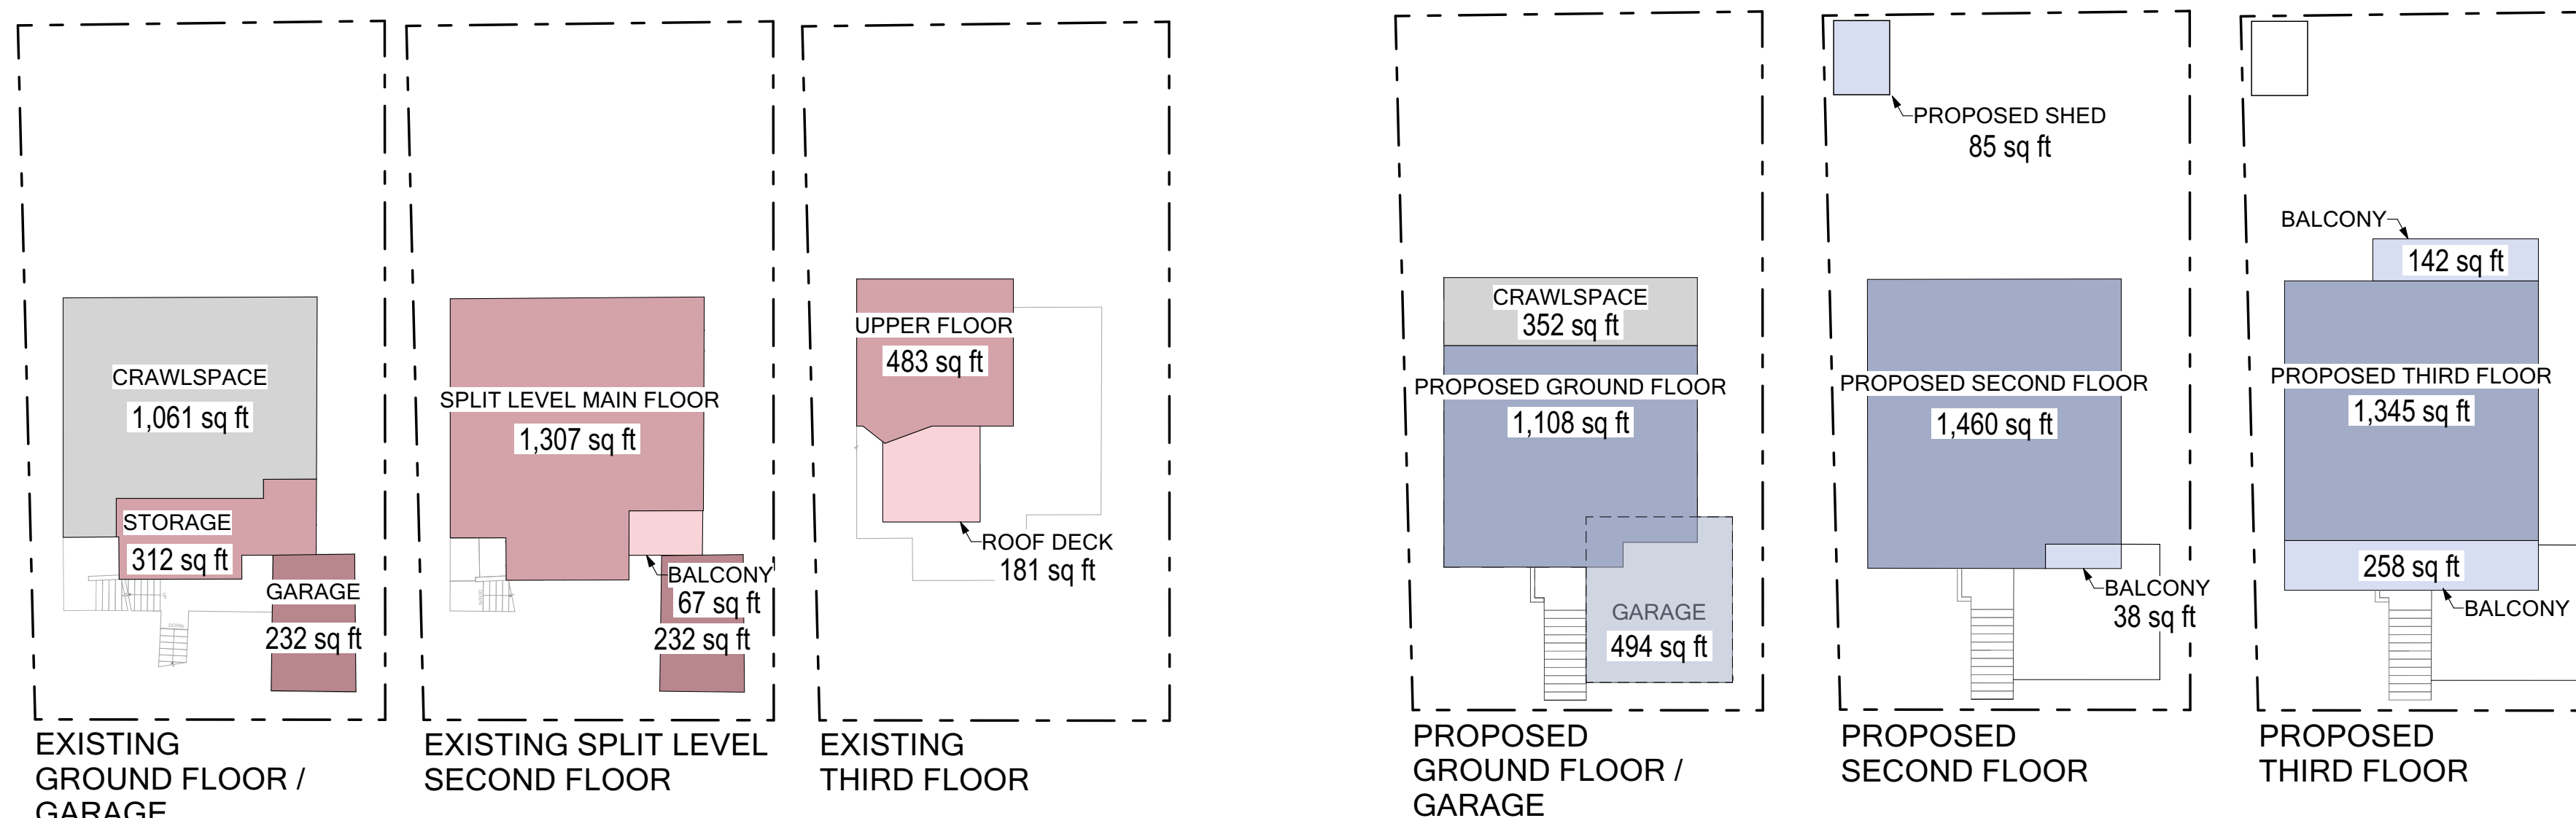 CRAWLSPACE
1,061 sq ft
STORAGE
312 sq ft
GARAGE
232 sq ft
EXISTING
GROUND FLOOR /
GARAGE
SPLIT LEVEL MAIN FLOOR
1,307 sq ft
BALCONY
67 sq ft
232 sq ft
EXISTING SPLIT LEVEL
SECOND FLOOR
UPPER FLOOR
483 sq ft
ROOF DECK
181 sq ft
EXISTING
THIRD FLOOR
CRAWLSPACE
352 sq ft
PROPOSED GROUND FLOOR
1,108 sq ft
GARAGE
494 sq ft
PROPOSED
GROUND FLOOR /
GARAGE
PROPOSED SHED
85 sq ft
PROPOSED SECOND FLOOR
1,460 sq ft
BALCONY
38 sq ft
PROPOSED
SECOND FLOOR
BALCONY
142 sq ft
PROPOSED THIRD FLOOR
1,345 sq ft
258 sq ft
BALCONY
PROPOSED
THIRD FLOOR